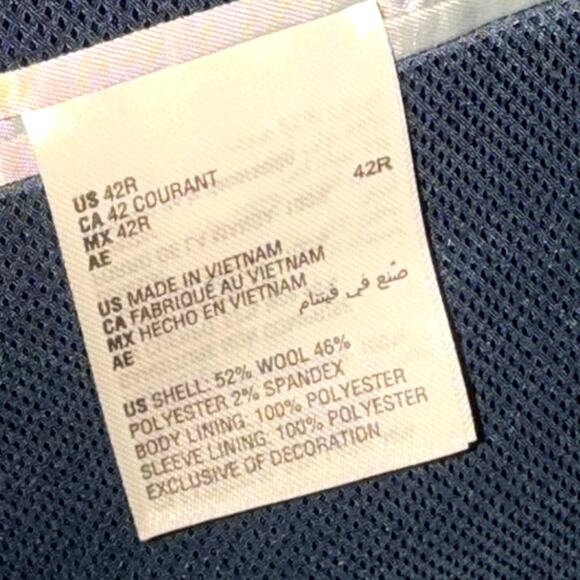 US 42R
CA 42 COURANT
MX 42R
AE 42R
US MADE IN VIETNAM
CA FABRIQUÉ AU VIETNAM
MX HECHO EN VIETNAM
AE صنع في فيتنام
US SHELL: 52% WOOL 46%
POLYESTER 2% SPANDEX
BODY LINING: 100% POLYESTER
SLEEVE LINING: 100% POLYESTER
EXCLUSIVE OF DECORATION